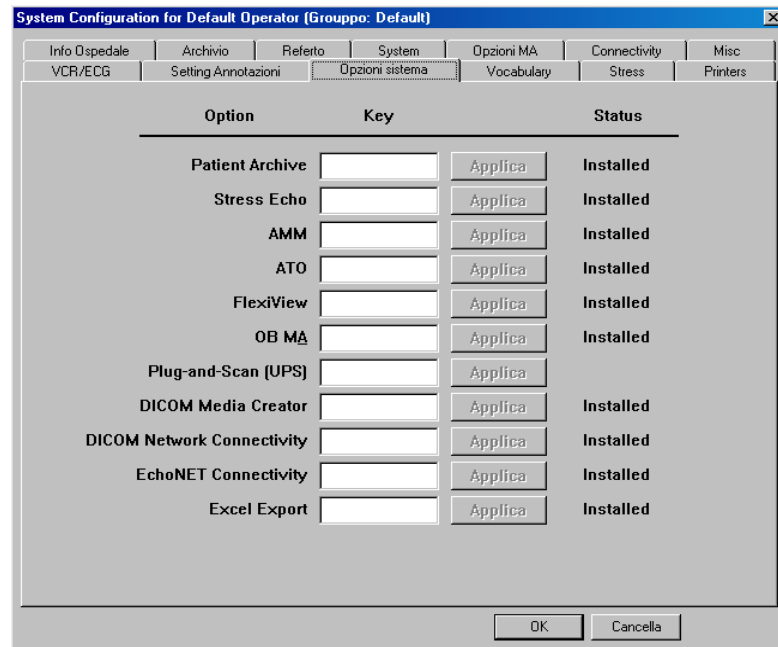 System Configuration for Default Operator (Grouppo: Default)
Info Ospedale Archivio Referto System Opzioni MA Connectivity Misc
VCR/ECG Setting Annotazioni Opzioni sistema Vocabulary Stress Printers
Option Key Status
Patient Archive Applica Installed
Stress Echo Applica Installed
AMM Applica Installed
ATO Applica Installed
FlexiView Applica Installed
OB MA Applica Installed
Plug-and-Scan (UPS) Applica
DICOM Media Creator Applica Installed
DICOM Network Connectivity Applica Installed
EchoNET Connectivity Applica Installed
Excel Export Applica Installed
OK Cancella